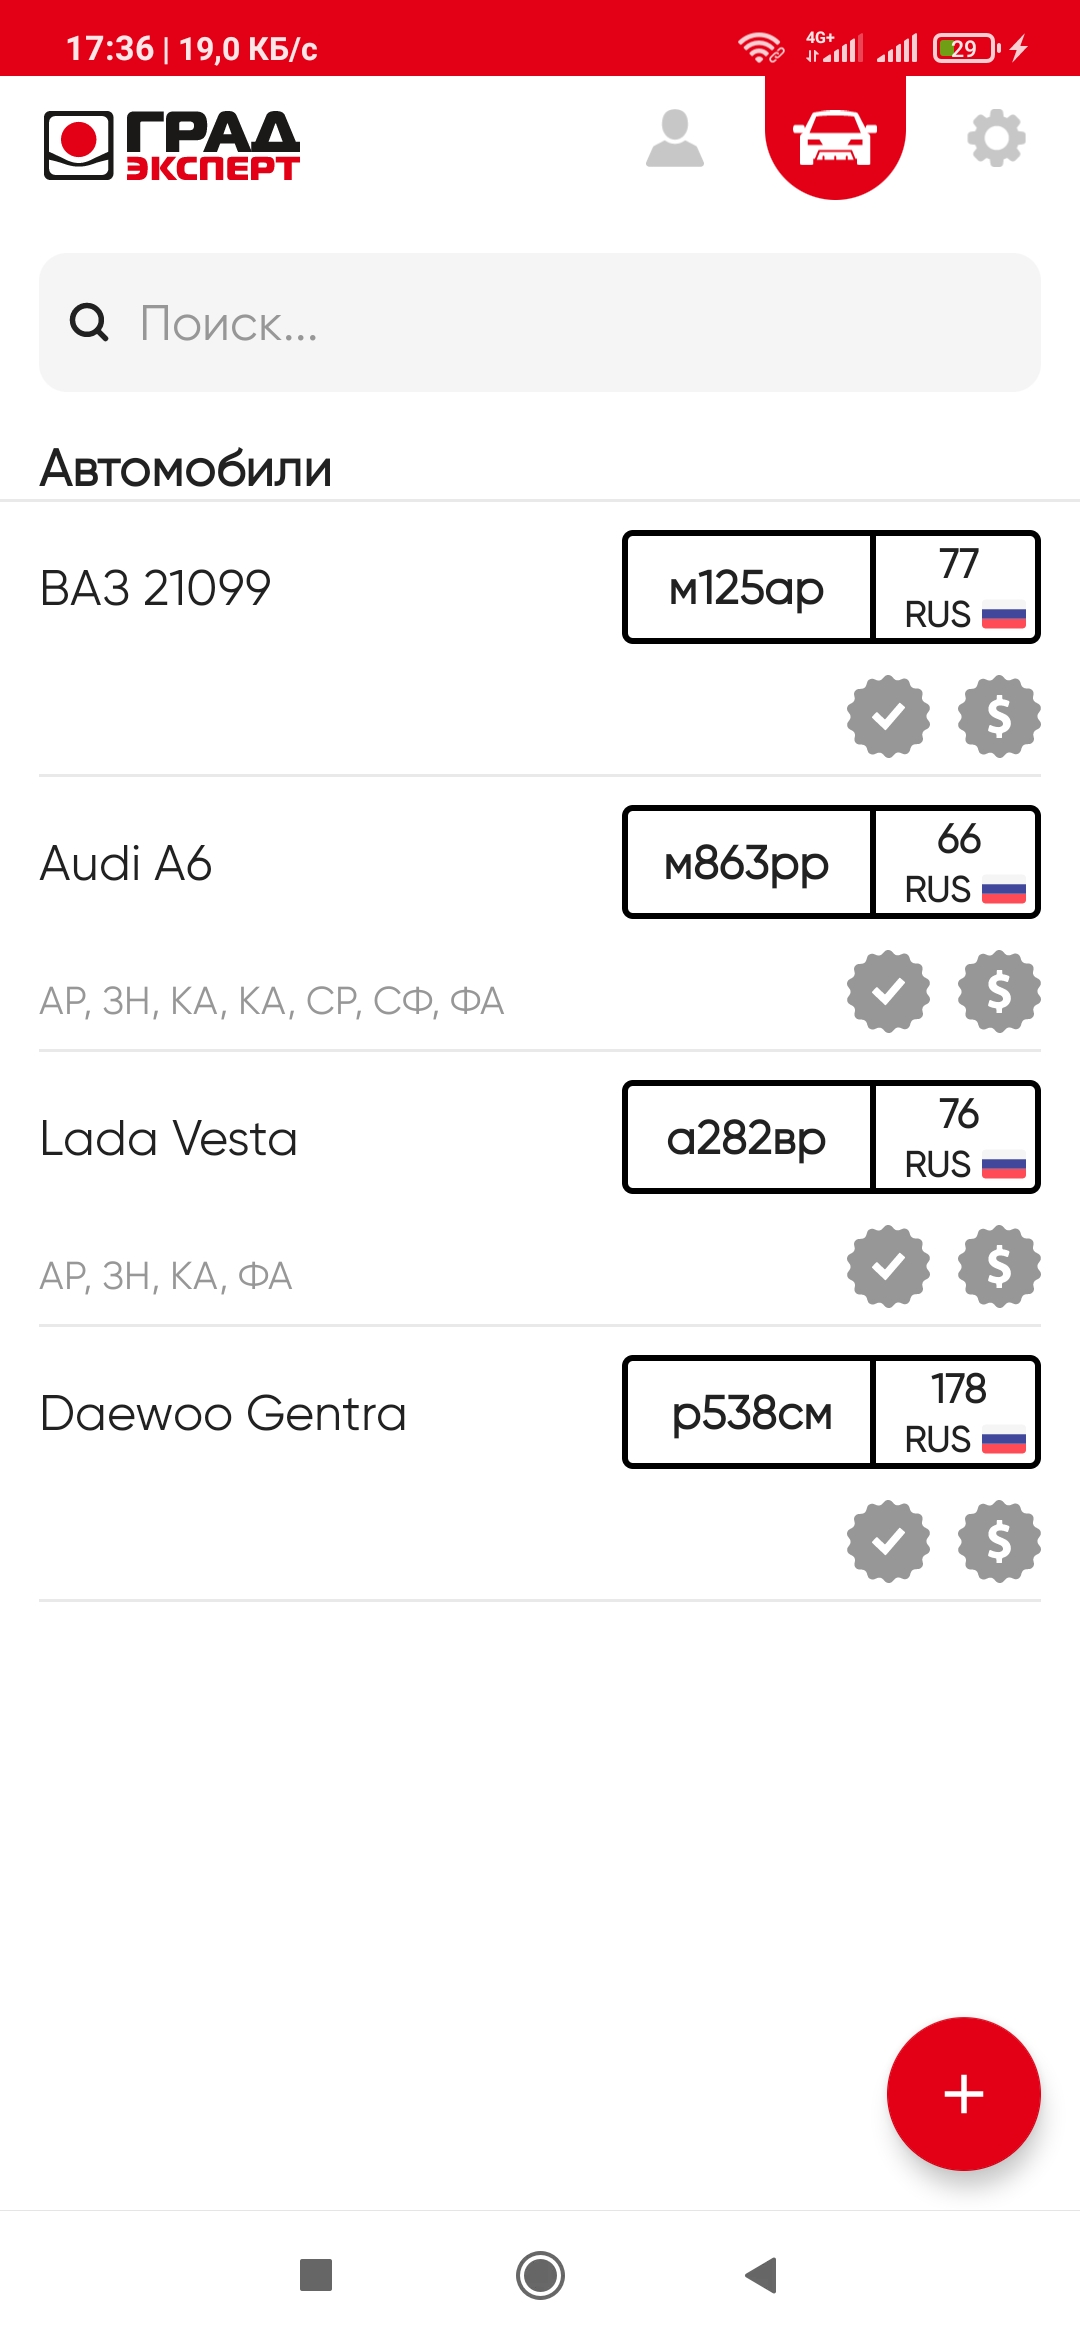 17:36 | 19,0 КБ/с 4G+ 29
ГРАД
ЭКСПЕРТ
Поиск...
Автомобили
ВАЗ 21099
м125ар
77
RUS
$
Audi A6
м863рр
66
RUS
АР, ЗН, КА, КА, СР, СФ, ФА
$
Lada Vesta
а282вр
76
RUS
АР, ЗН, КА, ФА
$
Daewoo Gentra
р538см
178
RUS
$
+